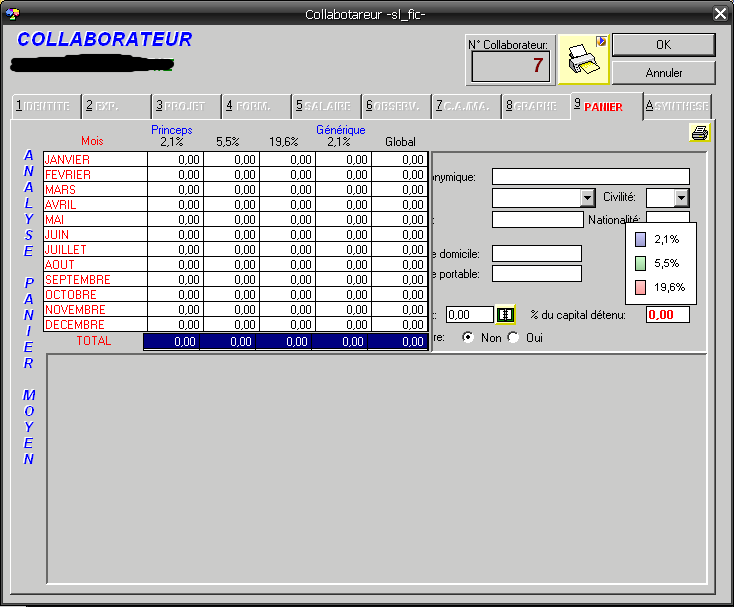 Collabotareur -sl_fic-
COLLABORATEUR
N° Collaborateur:
7
OK
Annuler
1 IDENTITE 2 EXP. 3 PROJET 4 FORM. 5 SALAIRE 6 OBSERV. 7 C.A./MA. 8 GRAPHE 9 PANIER A SYNTHESE
ANALYSE PANIER MOYEN
Princeps Générique
Mois 2,1% 5,5% 19,6% 2,1% Global
JANVIER 0,00 0,00 0,00 0,00 0,00
FEVRIER 0,00 0,00 0,00 0,00 0,00
MARS 0,00 0,00 0,00 0,00 0,00
AVRIL 0,00 0,00 0,00 0,00 0,00
MAI 0,00 0,00 0,00 0,00 0,00
JUIN 0,00 0,00 0,00 0,00 0,00
JUILLET 0,00 0,00 0,00 0,00 0,00
AOUT 0,00 0,00 0,00 0,00 0,00
SEPTEMBRE 0,00 0,00 0,00 0,00 0,00
OCTOBRE 0,00 0,00 0,00 0,00 0,00
NOVEMBRE 0,00 0,00 0,00 0,00 0,00
DECEMBRE 0,00 0,00 0,00 0,00 0,00
TOTAL 0,00 0,00 0,00 0,00 0,00
onymique:
Civilité:
Nationalité:
e domicile:
e portable:
2,1%
5,5%
19,6%
0,00 % du capital détenu: 0,00
re: Non Oui